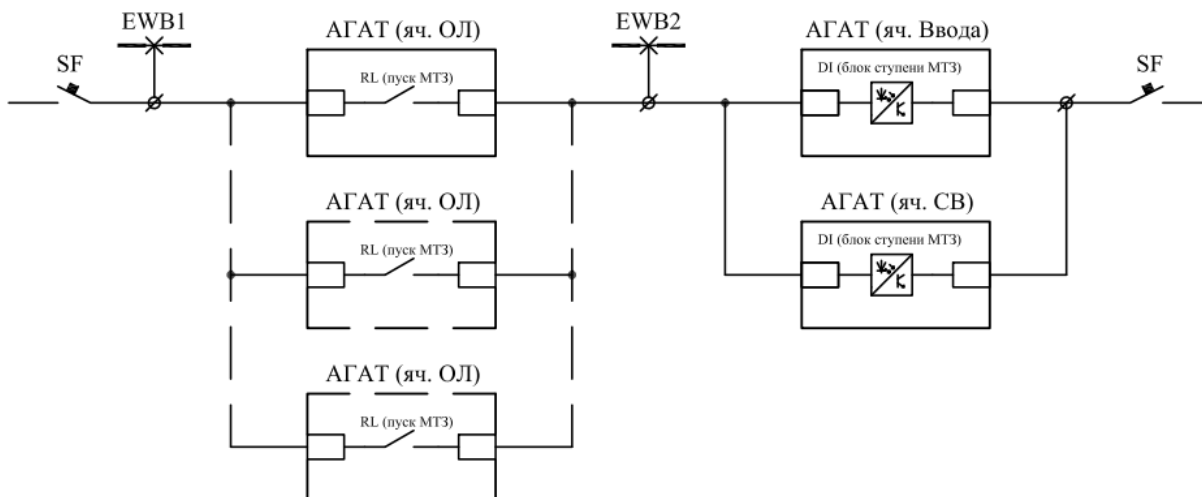 EWB1
АГАТ (яч. ОЛ)
EWB2
АГАТ (яч. Ввода)
SF
RL (пуск МТЗ)
DI (блок ступени МТЗ)
SF
АГАТ (яч. ОЛ)
АГАТ (яч. СВ)
RL (пуск МТЗ)
DI (блок ступени МТЗ)
АГАТ (яч. ОЛ)
RL (пуск МТЗ)